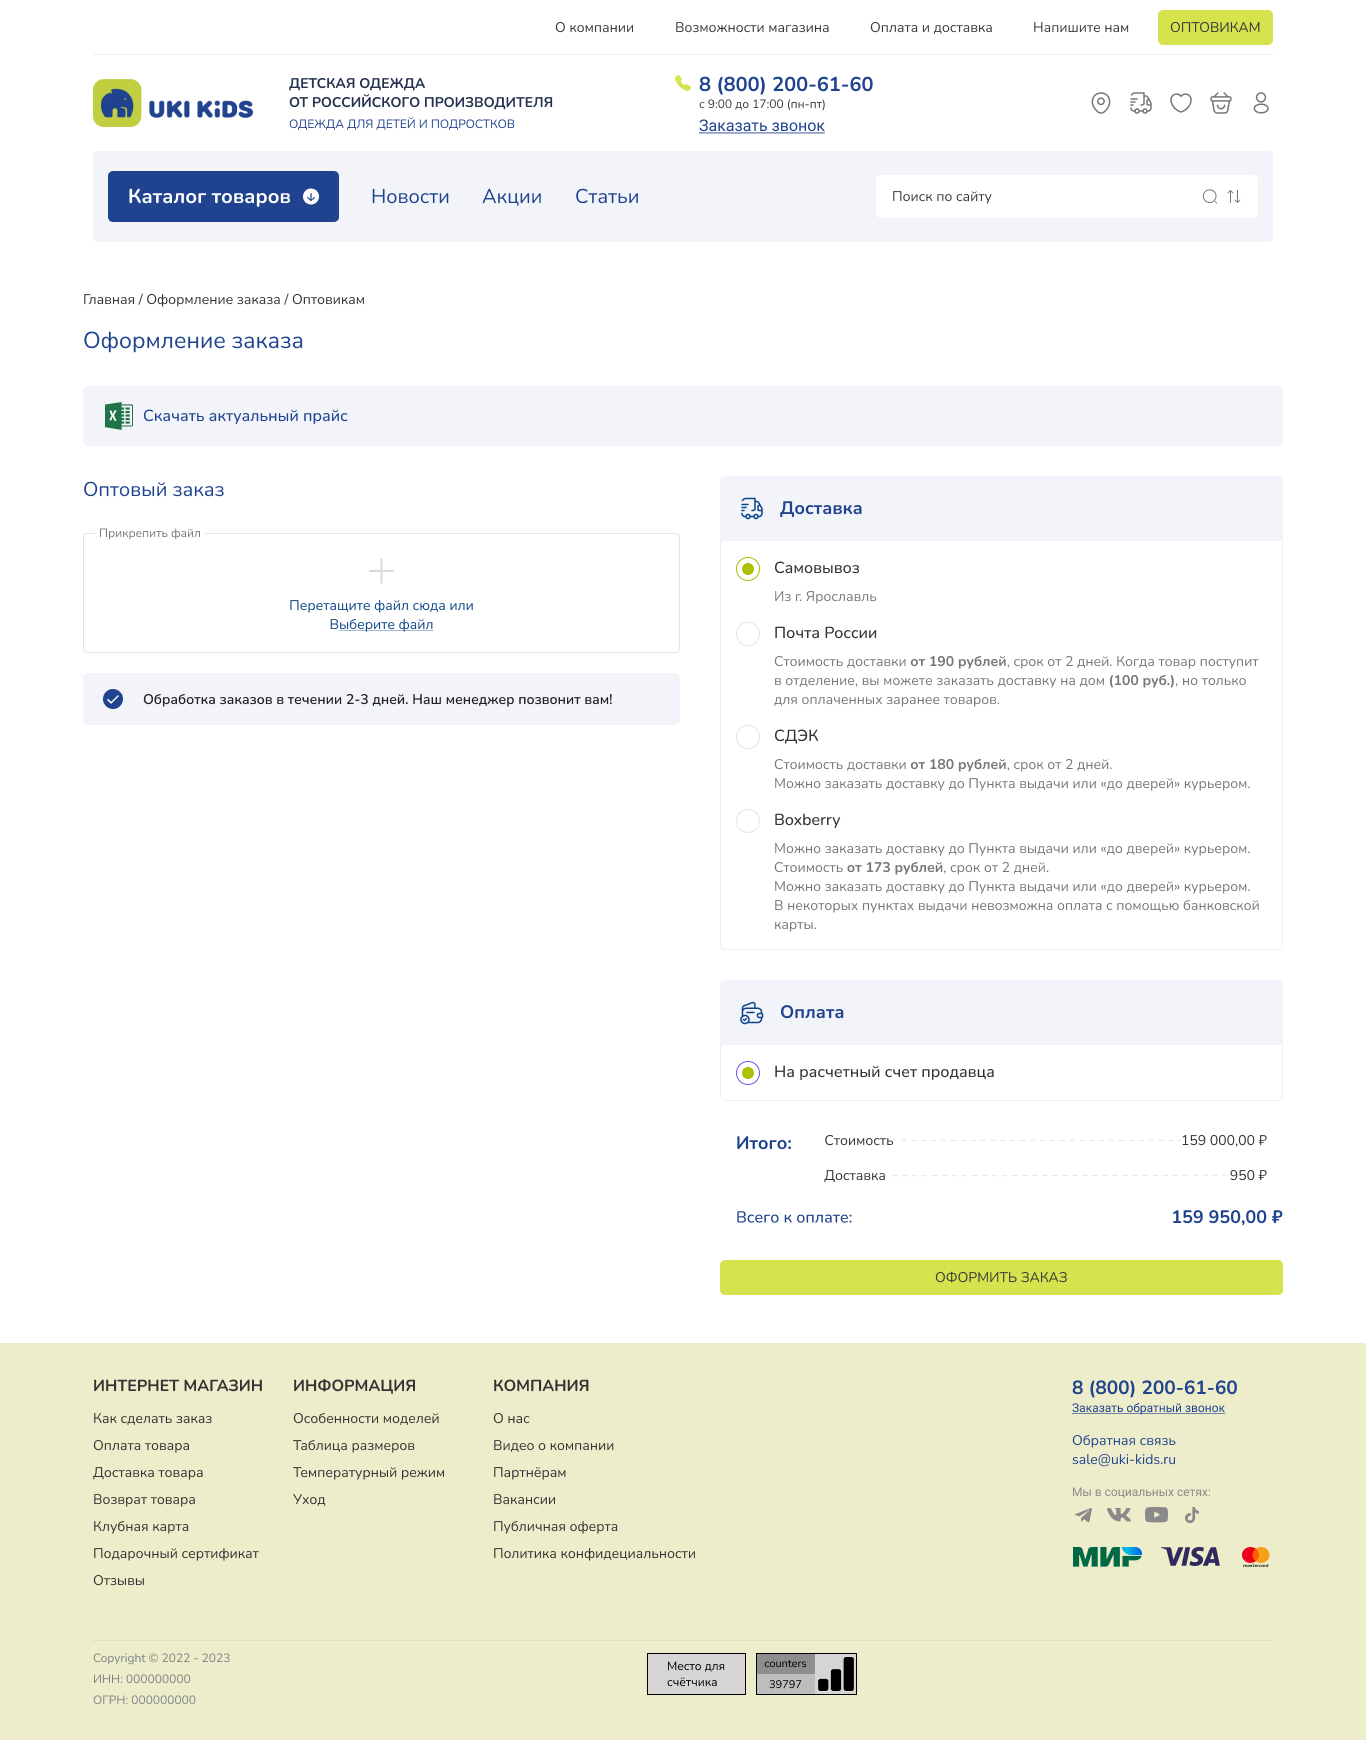 О компании
Возможности магазина
Оплата и доставка
Напишите нам
ОПТОВИКАМ
UKI KiDS
ДЕТСКАЯ ОДЕЖДА
ОТ РОССИЙСКОГО ПРОИЗВОДИТЕЛЯ
ОДЕЖДА ДЛЯ ДЕТЕЙ И ПОДРОСТКОВ
8 (800) 200-61-60
с 9:00 до 17:00 (пн-пт)
Заказать звонок
Каталог товаров
Новости
Акции
Статьи
Поиск по сайту
Главная / Оформление заказа / Оптовикам
Оформление заказа
X
Скачать актуальный прайс
Оптовый заказ
Прикрепить файл
Перетащите файл сюда или
Выберите файл
Обработка заказов в течении 2-3 дней. Наш менеджер позвонит вам!
Доставка
Самовывоз
Из г. Ярославль
Почта России
Стоимость доставки от 190 рублей, срок от 2 дней. Когда товар поступит
в отделение, вы можете заказать доставку на дом (100 руб.), но только
для оплаченных заранее товаров.
СДЭК
Стоимость доставки от 180 рублей, срок от 2 дней.
Можно заказать доставку до Пункта выдачи или «до дверей» курьером.
Boxberry
Можно заказать доставку до Пункта выдачи или «до дверей» курьером.
Стоимость от 173 рублей, срок от 2 дней.
Можно заказать доставку до Пункта выдачи или «до дверей» курьером.
В некоторых пунктах выдачи невозможна оплата с помощью банковской
карты.
Оплата
На расчетный счет продавца
Итого:
Стоимость 159 000,00 ₽
Доставка 950 ₽
Всего к оплате: 159 950,00 ₽
ОФОРМИТЬ ЗАКАЗ
ИНТЕРНЕТ МАГАЗИН
Как сделать заказ
Оплата товара
Доставка товара
Возврат товара
Клубная карта
Подарочный сертификат
Отзывы
ИНФОРМАЦИЯ
Особенности моделей
Таблица размеров
Температурный режим
Уход
КОМПАНИЯ
О нас
Видео о компании
Партнёрам
Вакансии
Публичная оферта
Политика конфидециальности
8 (800) 200-61-60
Заказать обратный звонок
Обратная связь
sale@uki-kids.ru
Мы в социальных сетях:
МИР
VISA
mastercard
Copyright © 2022 - 2023
ИНН: 000000000
ОГРН: 000000000
Место для
счётчика
counters
39797